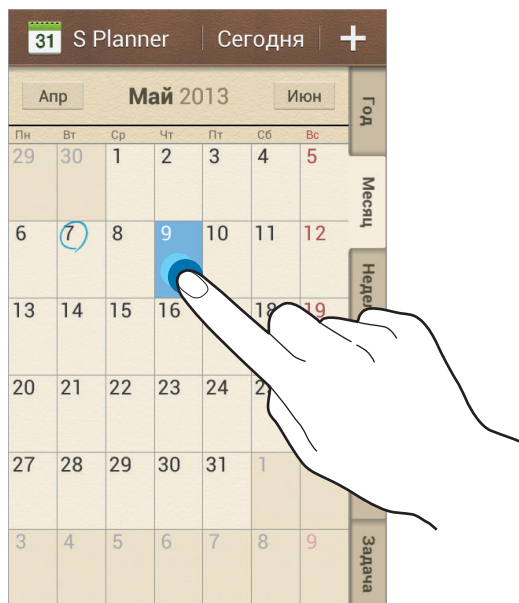 31 S Planner Сегодня +
Апр Май 2013 Июн
Год
Пн Вт Ср Чт Пт Сб Вс
29 30 1 2 3 4 5
Месяц
6 7 8 9 10 11 12
Недел
13 14 15 16 18 19
20 21 22 23 24 2
27 28 29 30 31 1
3 4 5 6 7 8 9
Задача